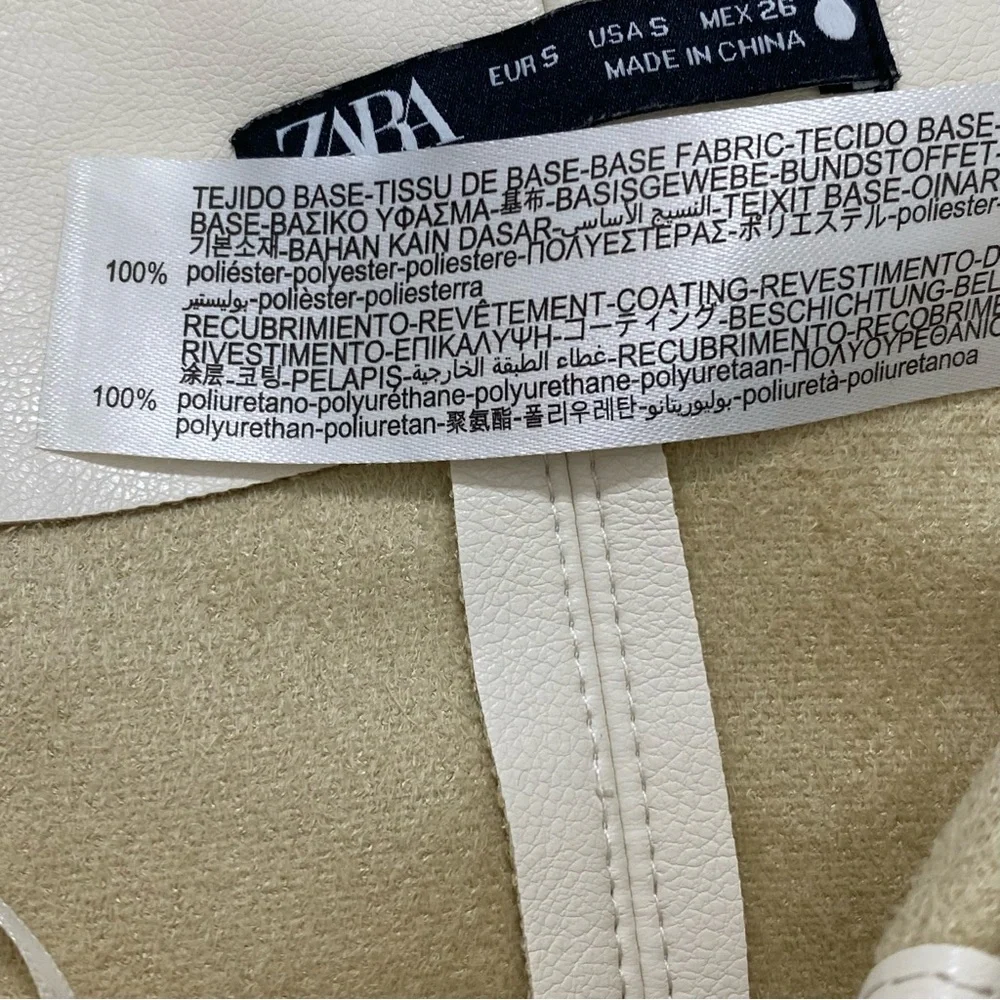 ZARA
EUR S USA S MEX 26
MADE IN CHINA
TEJIDO BASE-TISSU DE BASE-BASE FABRIC-TECIDO BASE-
BASE-ΒΑΣΙΚΟ ΥΦΑΣΜΑ-基布-BASISGEWEBE-BUNDSTOFFET-
기본소재-BAHAN KAIN DASAR-النسيج الأساسي-TEIXIT BASE-OINAR
100% poliéster-polyester-poliestere-ΠΟΛΥΕΣΤΕΡΑΣ-ポリエステル-poliester-
بوليستير-polièster-poliesterra
RECUBRIMIENTO-REVÊTEMENT-COATING-REVESTIMENTO-D
RIVESTIMENTO-ΕΠΙΚΑΛΥΨΗ-コーティング-BESCHICHTUNG-BEL
涂层-코팅-PELAPIS-غطاء الطبقة الخارجية-RECUBRIMENTO-RECOBRIME
100% poliuretano-polyuréthane-polyurethane-polyuretaan-ΠΟΛΥΟΥΡΕΘΑΝΙΟ
polyurethan-poliuretan-聚氨酯-폴리우레탄-بوليوريثانو-poliuretà-poliuretanoa